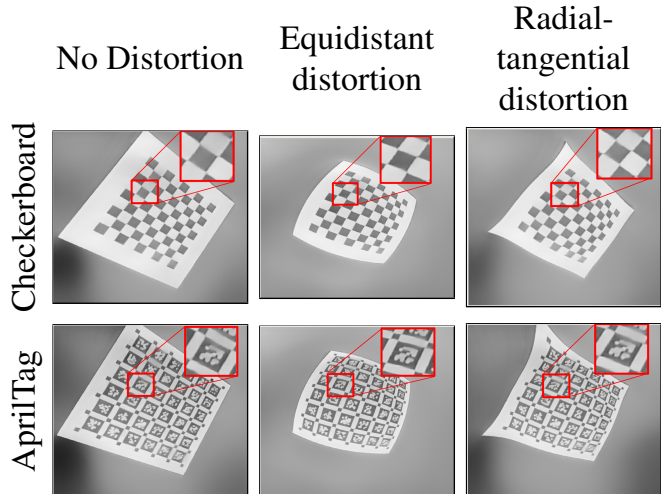 No Distortion
Equidistant
distortion
Radial-
tangential
distortion
Checkerboard
AprilTag